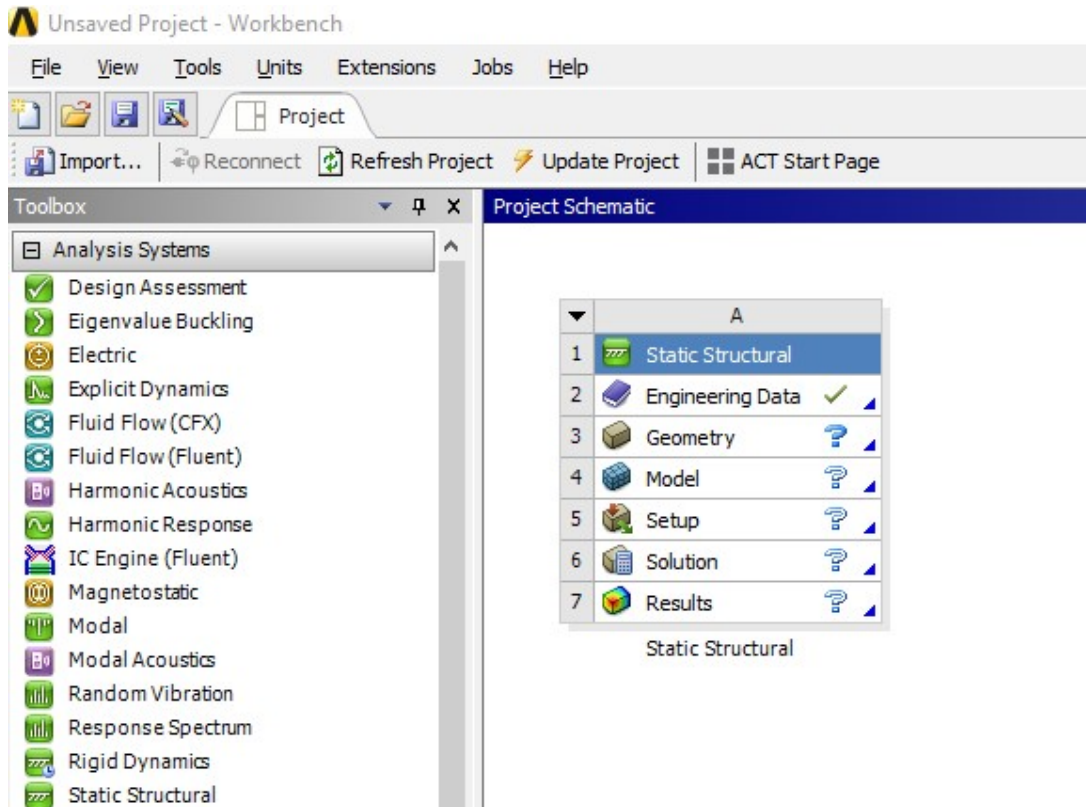 Unsaved Project - Workbench
File View Tools Units Extensions Jobs Help
Project
Import... Reconnect Refresh Project Update Project ACT Start Page
Toolbox
Project Schematic
Analysis Systems
Design Assessment
Eigenvalue Buckling
Electric
Explicit Dynamics
Fluid Flow (CFX)
Fluid Flow (Fluent)
Harmonic Acoustics
Harmonic Response
IC Engine (Fluent)
Magnetostatic
Modal
Modal Acoustics
Random Vibration
Response Spectrum
Rigid Dynamics
Static Structural
A
1 Static Structural
2 Engineering Data
3 Geometry ?
4 Model ?
5 Setup ?
6 Solution ?
7 Results ?
Static Structural